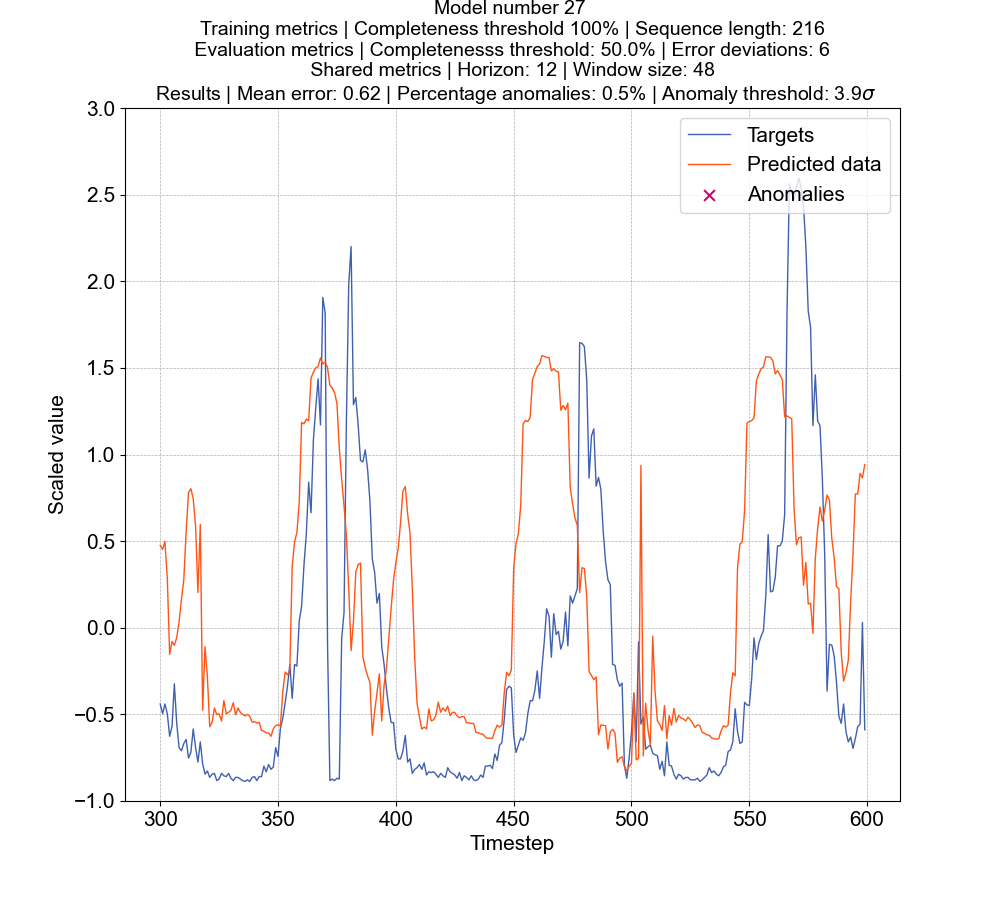 Model number 27
Training metrics | Completeness threshold 100% | Sequence length: 216
Evaluation metrics | Completenesss threshold: 50.0% | Error deviations: 6
Shared metrics | Horizon: 12 | Window size: 48
Results | Mean error: 0.62 | Percentage anomalies: 0.5% | Anomaly threshold: 3.9σ
3.0
2.5
2.0
1.5
1.0
0.5
0.0
−0.5
−1.0
Scaled value
Targets
Predicted data
Anomalies
300 350 400 450 500 550 600
Timestep